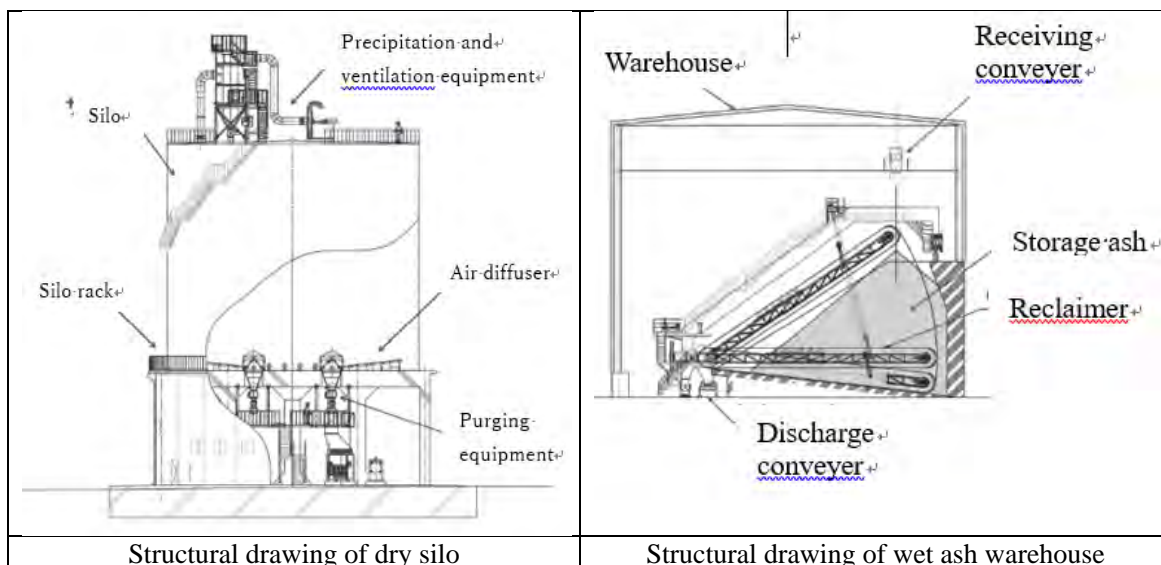 Precipitation and
ventilation equipment
Silo
Silo rack
Air diffuser
Purging
equipment
Structural drawing of dry silo
Receiving
conveyer
Warehouse
Storage ash
Reclaimer
Discharge
conveyer
Structural drawing of wet ash warehouse